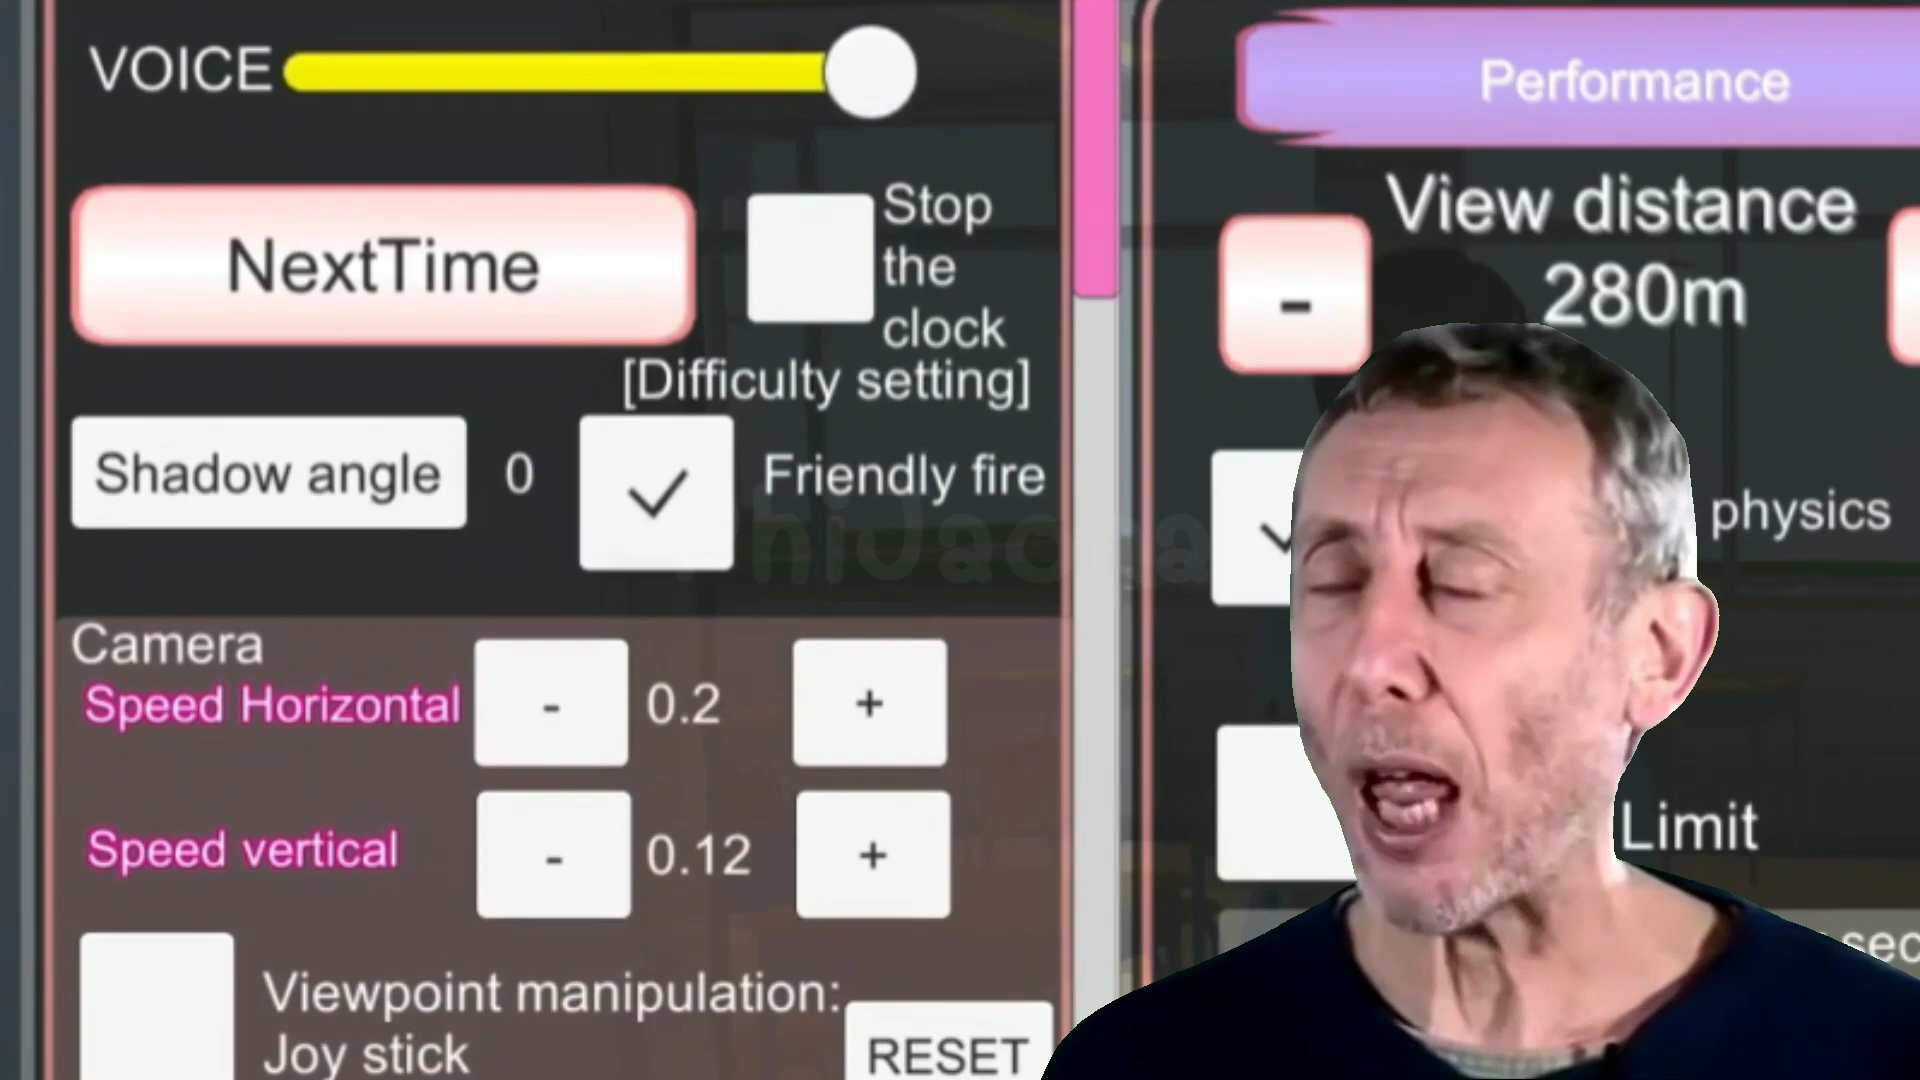 VOICE
NextTime
Stop
the
clock
[Difficulty setting]
Shadow angle 0
Friendly fire
Camera
Speed Horizontal - 0.2 +
Speed vertical - 0.12 +
Viewpoint manipulation:
Joy stick
RESET
Performance
View distance
- 280m
physics
Limit
sec